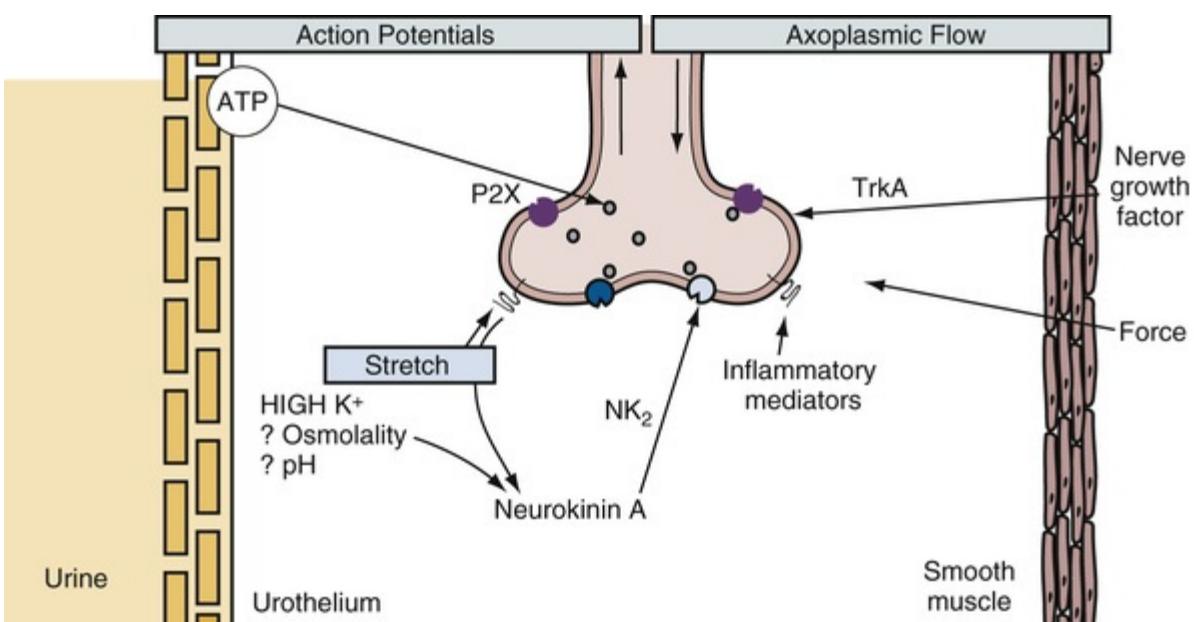 Action Potentials
Axoplasmic Flow
ATP
P2X
TrkA
Nerve
growth
factor
Force
Stretch
HIGH K+
? Osmolality
? pH
Inflammatory
mediators
NK2
Neurokinin A
Urine
Urothelium
Smooth
muscle